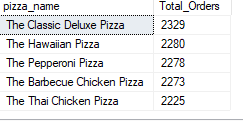 pizza_name Total_Orders
The Classic Deluxe Pizza 2329
The Hawaiian Pizza 2280
The Pepperoni Pizza 2278
The Barbecue Chicken Pizza 2273
The Thai Chicken Pizza 2225